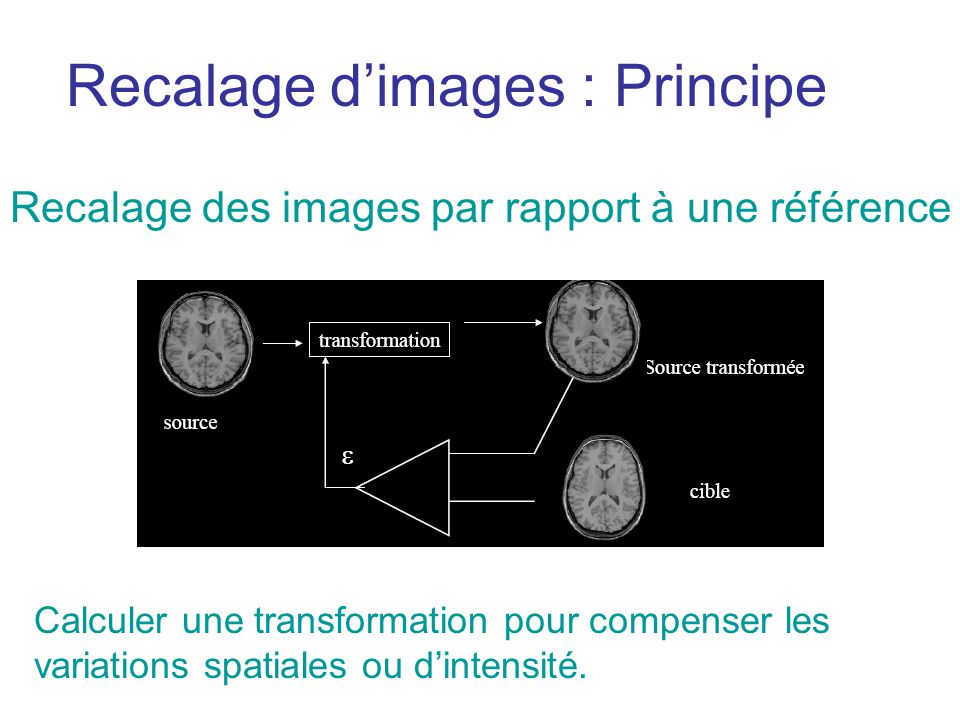 Recalage d’images : Principe
Recalage des images par rapport à une référence
transformation
Source transformée
source
ε
cible
Calculer une transformation pour compenser les
variations spatiales ou d’intensité.